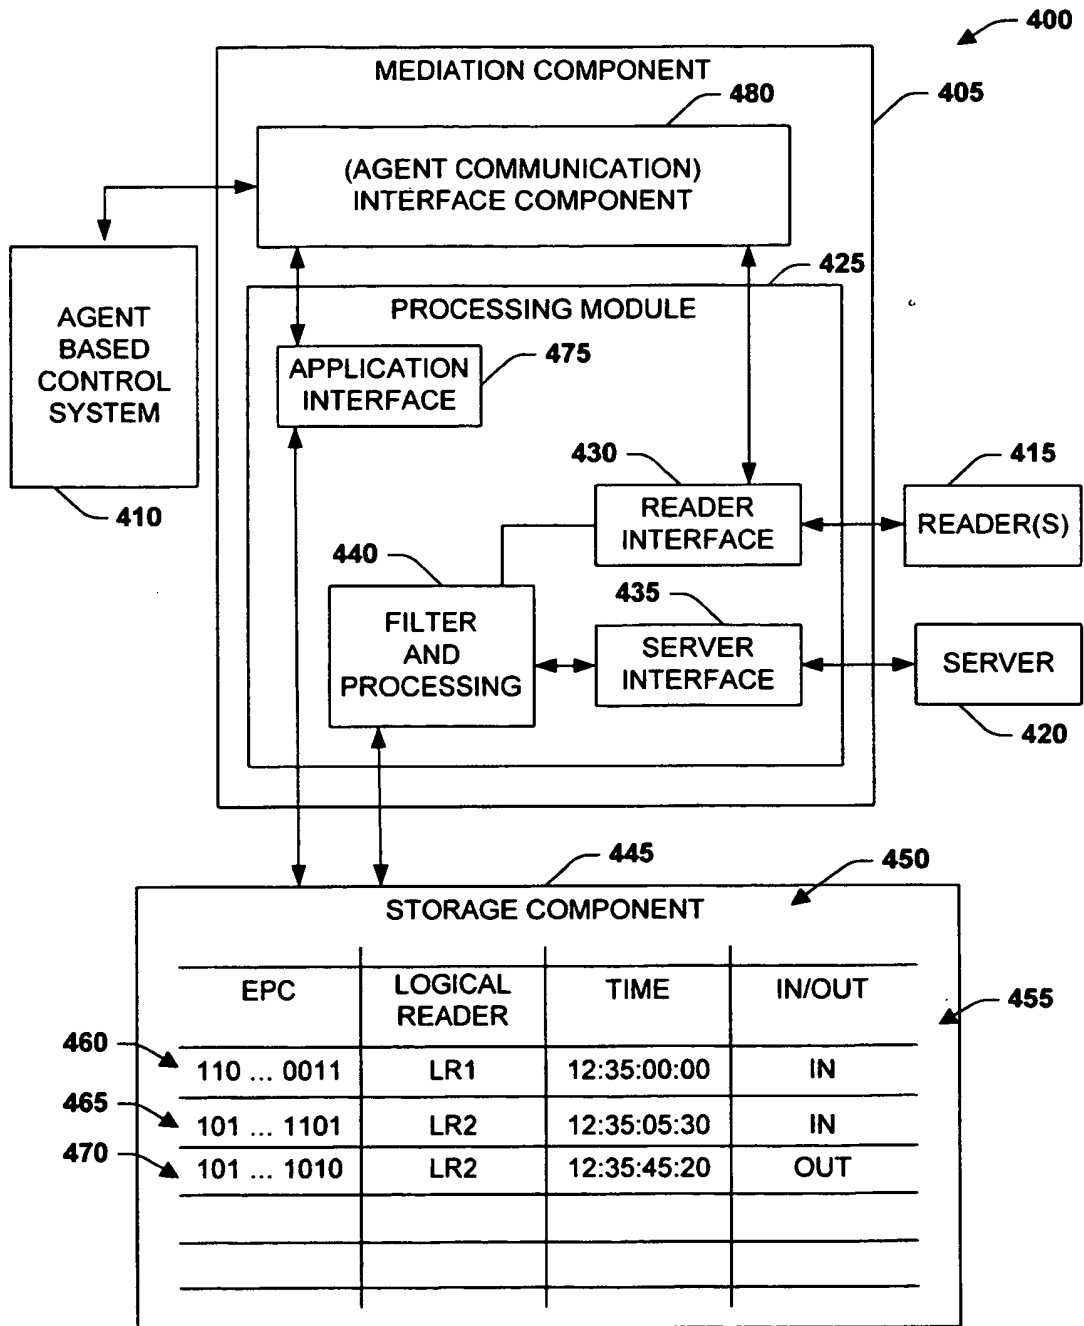 400
MEDIATION COMPONENT
405
480
(AGENT COMMUNICATION)
INTERFACE COMPONENT
425
PROCESSING MODULE
AGENT
BASED
CONTROL
SYSTEM
410
APPLICATION
INTERFACE
475
430
READER
INTERFACE
415
READER(S)
440
FILTER
AND
PROCESSING
435
SERVER
INTERFACE
SERVER
420
445
450
STORAGE COMPONENT
455
EPC LOGICAL READER TIME IN/OUT
460
110 ... 0011 LR1 12:35:00:00 IN
465
101 ... 1101 LR2 12:35:05:30 IN
470
101 ... 1010 LR2 12:35:45:20 OUT